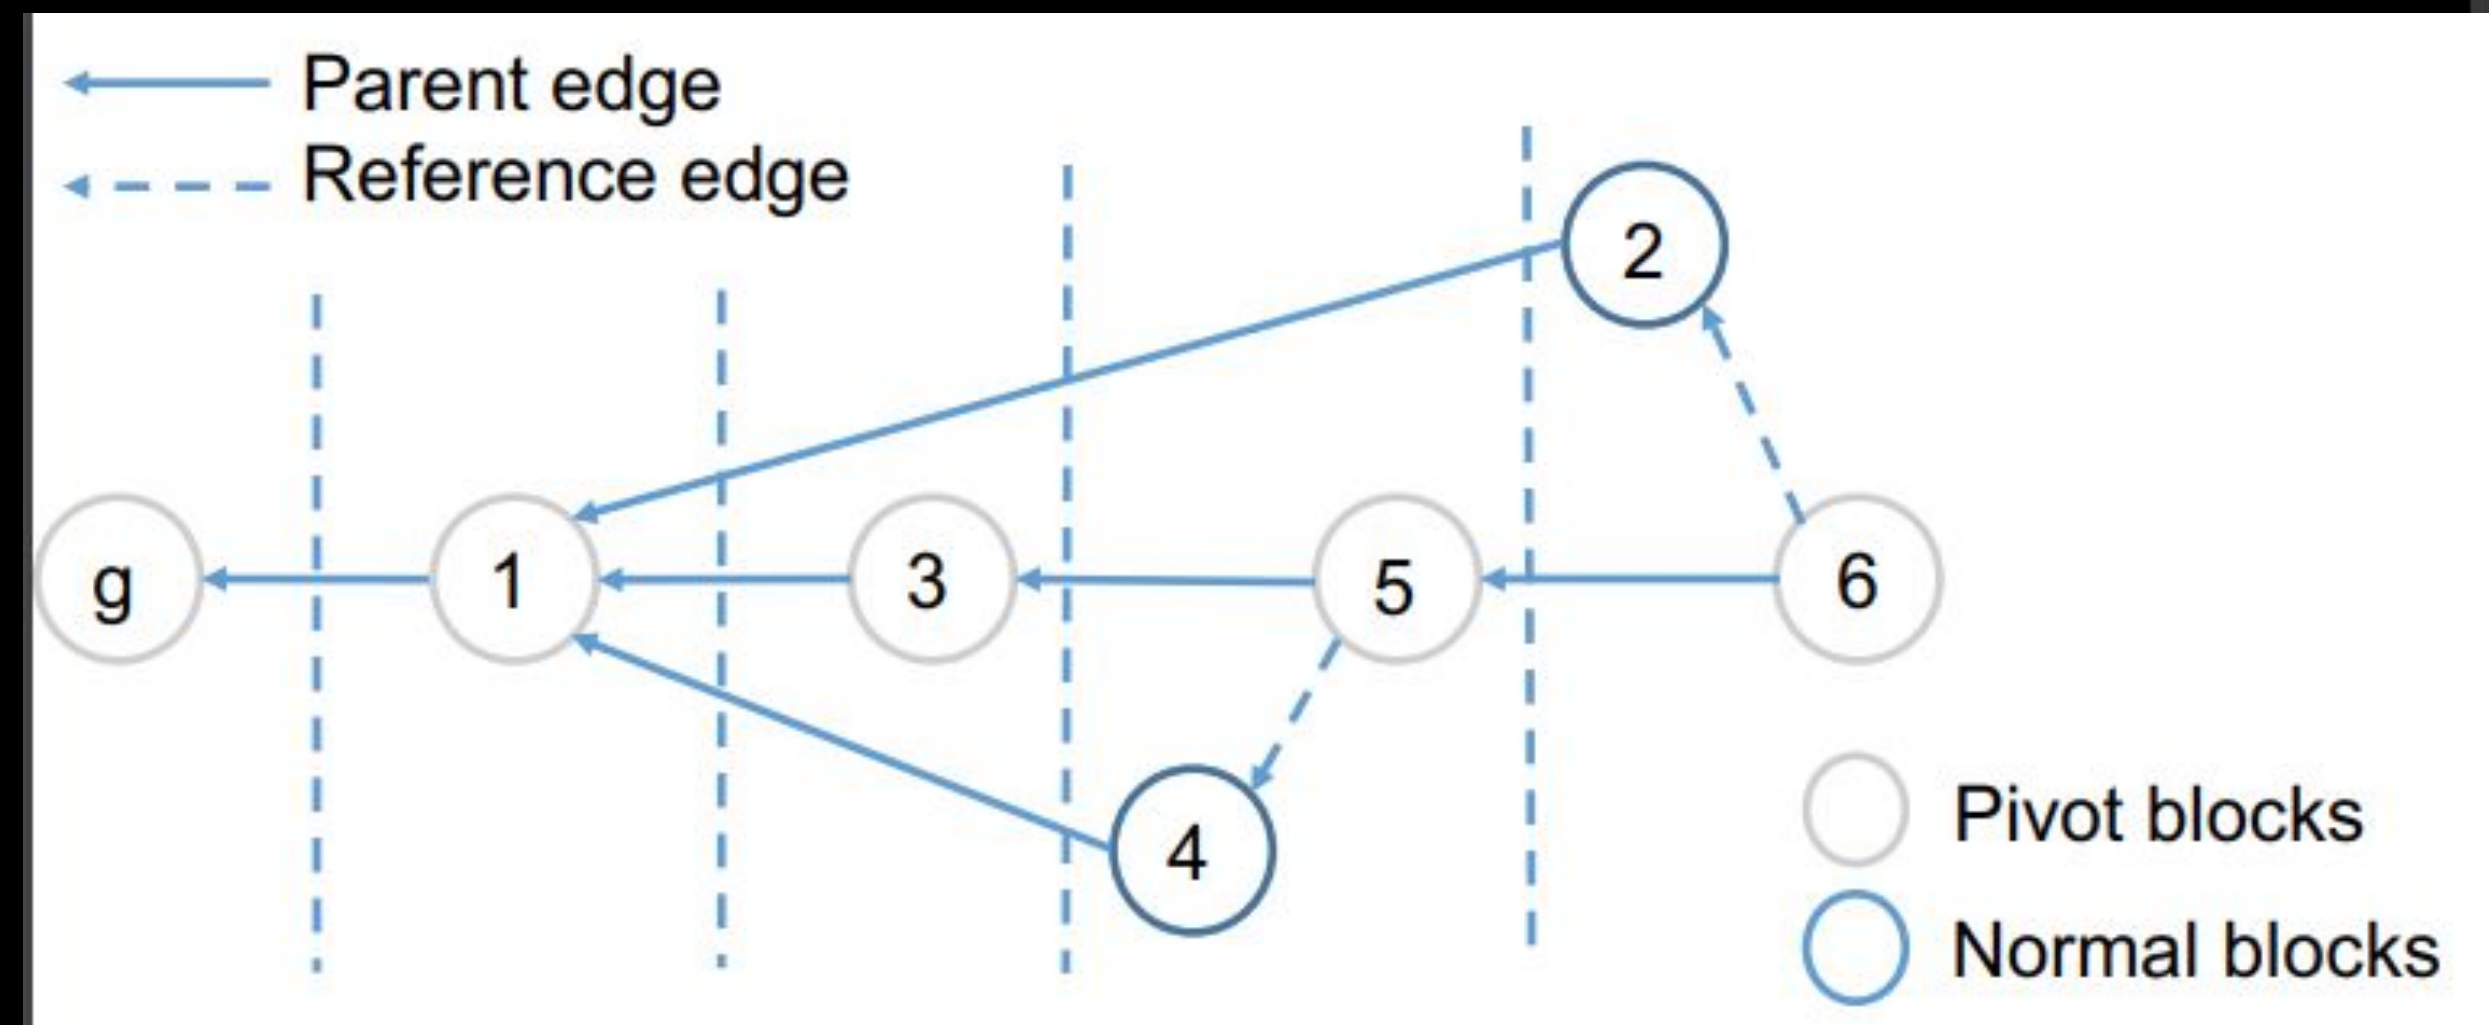 Parent edge
Reference edge
2
g
1
3
5
6
4
Pivot blocks
Normal blocks